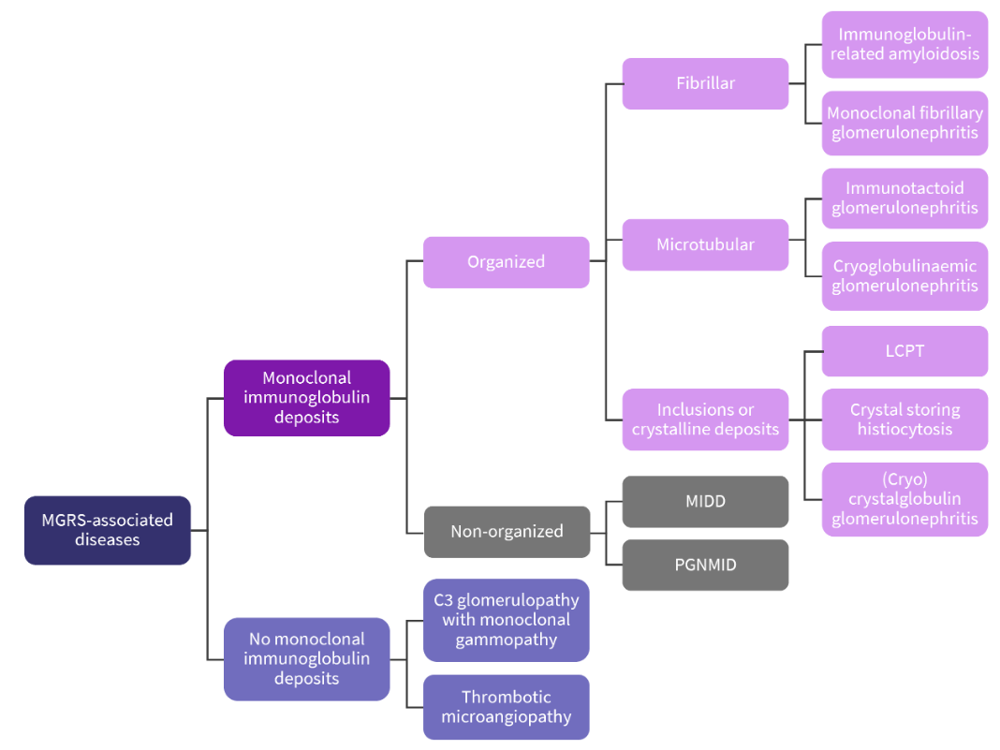 MGRS-associated
diseases
Monoclonal
immunoglobulin
deposits
Organized
Fibrillar
Immunoglobulin-
related amyloidosis
Monoclonal fibrillary
glomerulonephritis
Microtubular
Immunotactoid
glomerulonephritis
Cryoglobulinaemic
glomerulonephritis
Inclusions or
crystalline deposits
LCPT
Crystal storing
histiocytosis
(Cryo)
crystalglobulin
glomerulonephritis
Non-organized
MIDD
PGNMID
No monoclonal
immunoglobulin
deposits
C3 glomerulopathy
with monoclonal
gammopathy
Thrombotic
microangiopathy